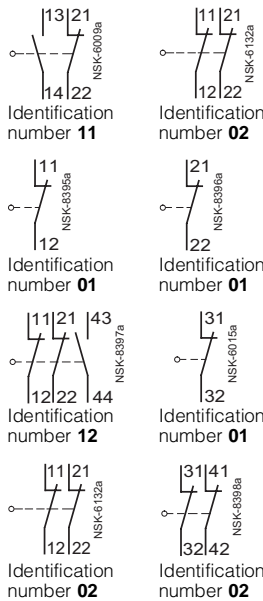 13 21
NSK-6009a
14 22
Identification
number 11
11 21
NSK-6132a
12 22
Identification
number 02
11
NSK-8395a
12
Identification
number 01
21
NSK-8396a
22
Identification
number 01
11 21 43
NSK-8397a
12 22 44
Identification
number 12
31
NSK-6015a
32
Identification
number 01
11 21
NSK-6132a
12 22
Identification
number 02
31 41
NSK-8398a
32 42
Identification
number 02